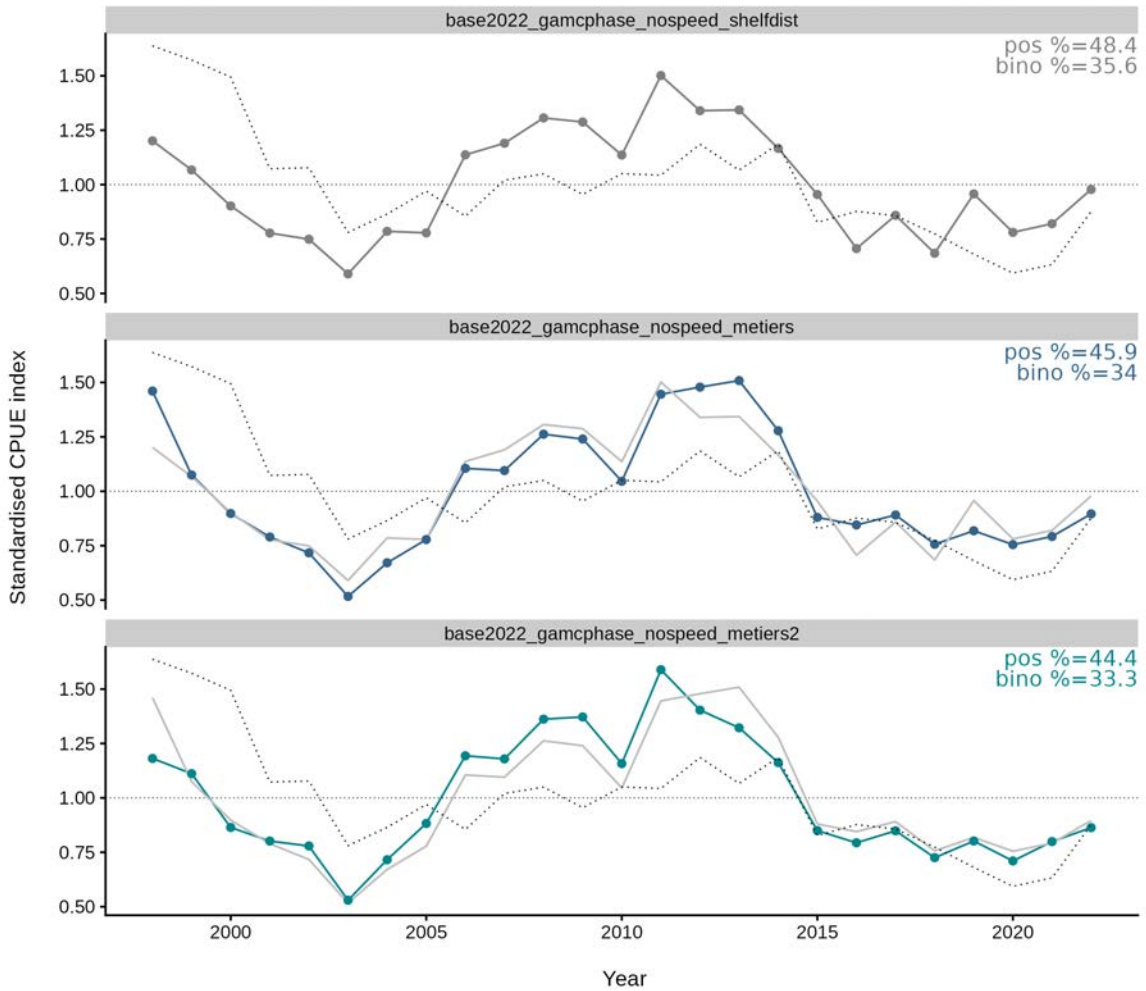 base2022_gamcphase_nospeed_shelfdist
pos %=48.4
bino %=35.6
1.50
1.25
1.00
0.75
0.50
base2022_gamcphase_nospeed_metiers
pos %=45.9
bino %=34
1.50
1.25
1.00
0.75
0.50
Standardised CPUE index
base2022_gamcphase_nospeed_metiers2
pos %=44.4
bino %=33.3
1.50
1.25
1.00
0.75
0.50
2000 2005 2010 2015 2020
Year